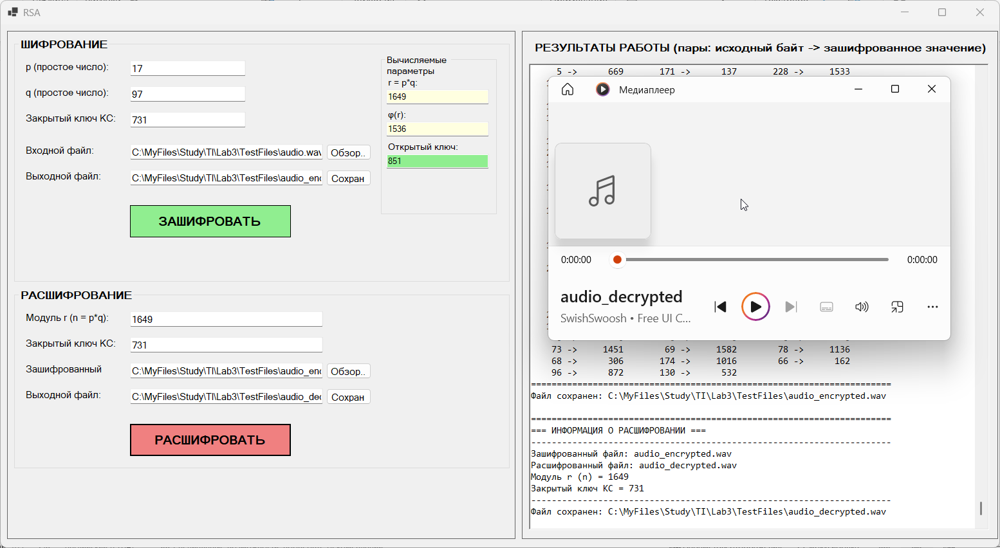 RSA
ШИФРОВАНИЕ
p (простое число):
17
q (простое число):
97
Закрытый ключ KC:
731
Входной файл:
C:\MyFiles\Study\TI\Lab3\TestFiles\audio.wav
Обзор..
Выходной файл:
C:\MyFiles\Study\TI\Lab3\TestFiles\audio_enc
Сохран
ЗАШИФРОВАТЬ
Вычисляемые
параметры
r = p*q:
1649
φ(r):
1536
Открытый ключ:
851
РАСШИФРОВАНИЕ
Модуль r (n = p*q):
1649
Закрытый ключ KC:
731
Зашифрованный
C:\MyFiles\Study\TI\Lab3\TestFiles\audio_enc
Обзор..
Выходной файл:
C:\MyFiles\Study\TI\Lab3\TestFiles\audio_dec
Сохран
РАСШИФРОВАТЬ
РЕЗУЛЬТАТЫ РАБОТЫ (пары: исходный байт -> зашифрованное значение)
5 -> 669 171 -> 137 228 -> 1533
Медиаплеер
0:00:00
0:00:00
audio_decrypted
SwishSwoosh • Free UI C...
73 -> 1451 69 -> 1582 78 -> 1136
68 -> 306 174 -> 1016 66 -> 162
96 -> 872 130 -> 532
======================================================================
Файл сохранен: C:\MyFiles\Study\TI\Lab3\TestFiles\audio_encrypted.wav
======================================================================
=== ИНФОРМАЦИЯ О РАСШИФРОВАНИИ ===
----------------------------------------------------------------------
Зашифрованный файл: audio_encrypted.wav
Расшифрованный файл: audio_decrypted.wav
Модуль r (n) = 1649
Закрытый ключ KC = 731
----------------------------------------------------------------------
Файл сохранен: C:\MyFiles\Study\TI\Lab3\TestFiles\audio_decrypted.wav